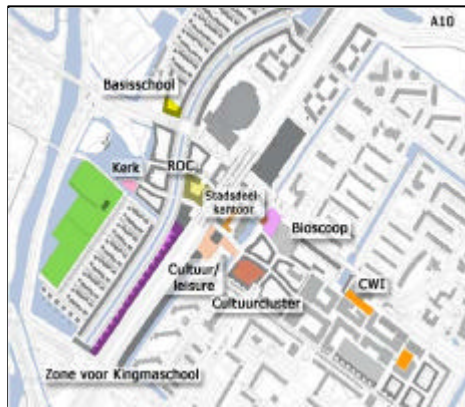 A10
Basisschool
Kerk
ROC
Stadsdeel-
kantoor
Bioscoop
Cultuur/
leisure
CWI
Cultuurcluster
Zone voor Kingmaschool